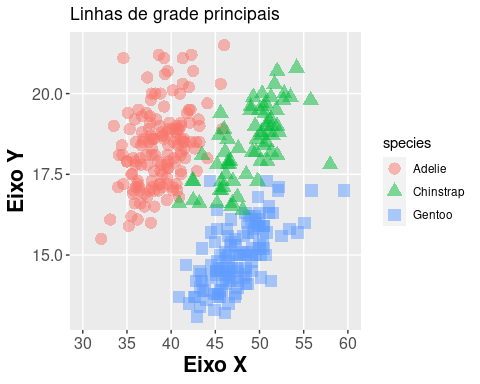 Linhas de grade principais
Eixo Y
20.0
17.5
15.0
30 35 40 45 50 55 60
Eixo X
species
Adelie
Chinstrap
Gentoo